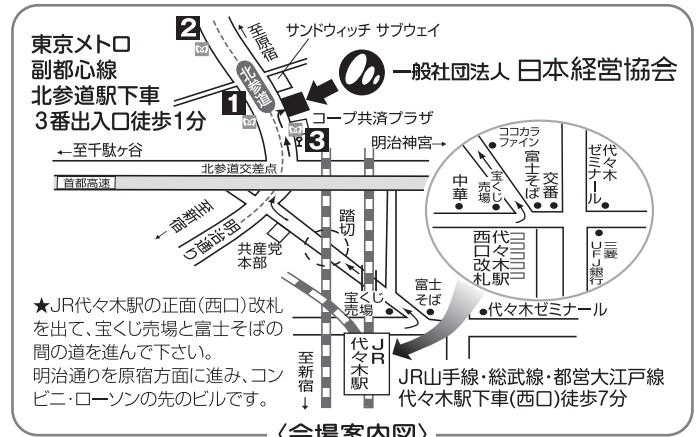 東京メトロ
副都心線
北参道駅下車
3番出入口徒歩1分
2
至原宿
サンドウィッチ サブウェイ
北参道
一般社団法人 日本経営協会
1
コープ共済プラザ
3
←至千駄ヶ谷
明治神宮→
北参道交差点
首都高速
至新宿
明治通り
共産党
本部
踏切
宝くじ
売場
富士
そば
代々木ゼミナール
ココカラ
ファイン
中華
宝くじ
売場
富士そば
交番
代々木
ゼミナール
代々木駅
西口改札
三菱
UFJ銀行
★JR代々木駅の正面(西口)改札
を出て、宝くじ売場と富士そばの
間の道を進んで下さい。
明治通りを原宿方面に進み、コン
ビニ・ローソンの先のビルです。
至新宿
↓
JR
代々木駅
JR山手線・総武線・都営大江戸線
代々木駅下車(西口)徒歩7分
〈会場案内図〉